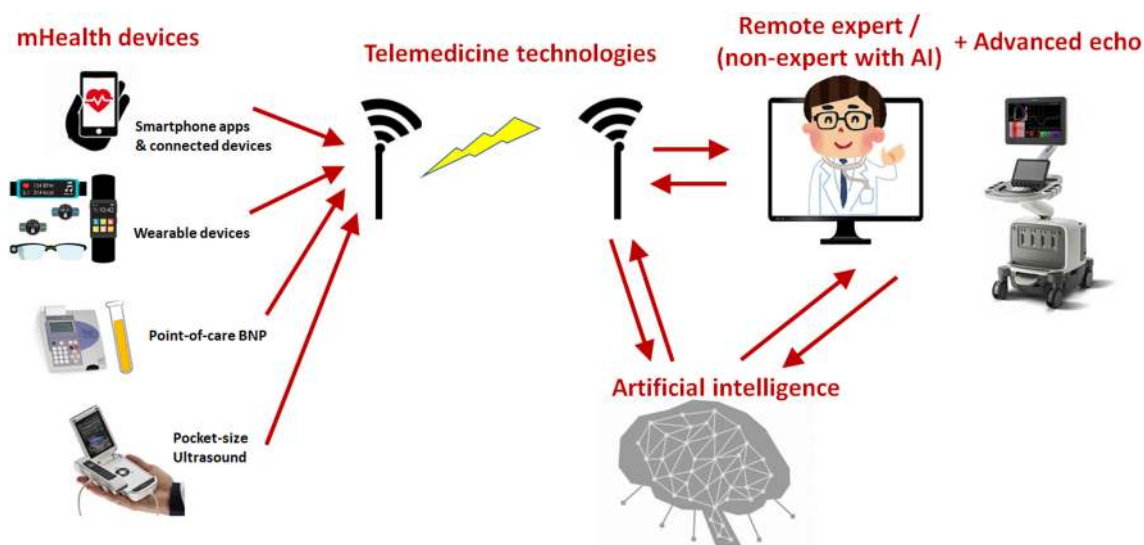 mHealth devices
Smartphone apps
& connected devices
Wearable devices
Point-of-care BNP
Pocket-size
Ultrasound
Telemedicine technologies
Remote expert /
(non-expert with AI)
+ Advanced echo
Artificial intelligence